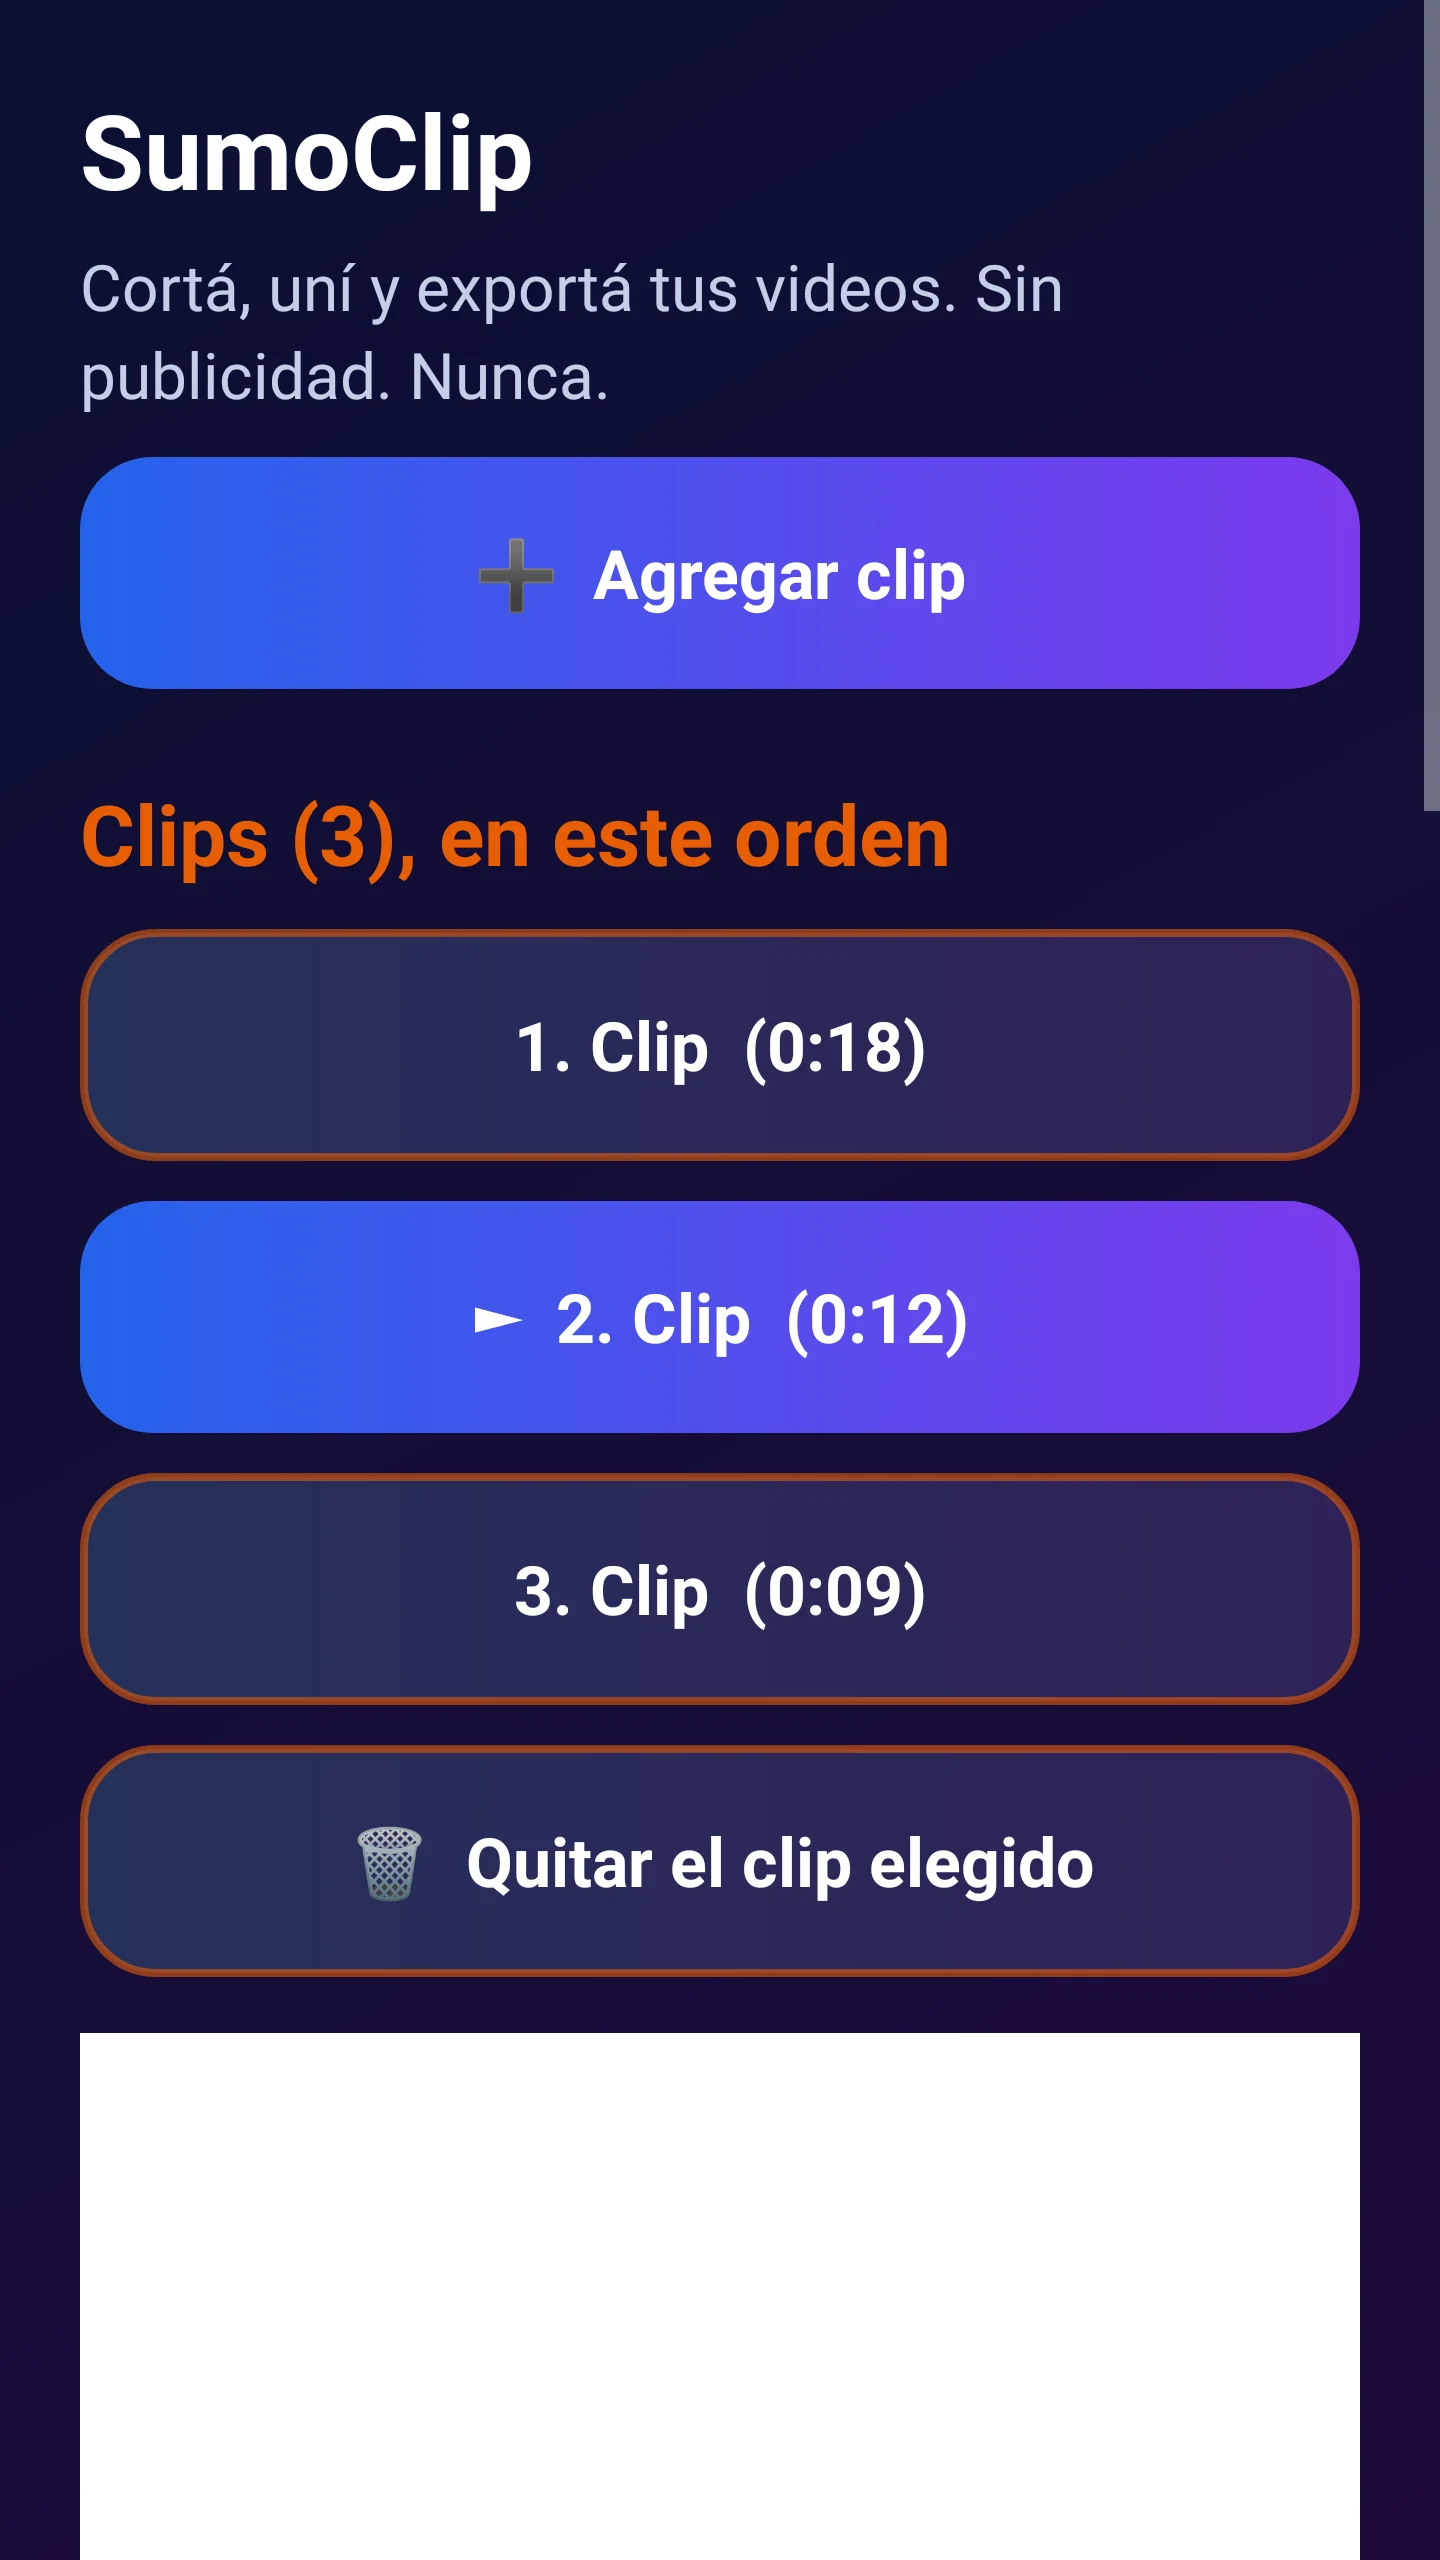 SumoClip
Cortá, uní y exportá tus videos. Sin
publicidad. Nunca.
➕ Agregar clip
Clips (3), en este orden
1. Clip (0:18)
► 2. Clip (0:12)
3. Clip (0:09)
🗑️ Quitar el clip elegido